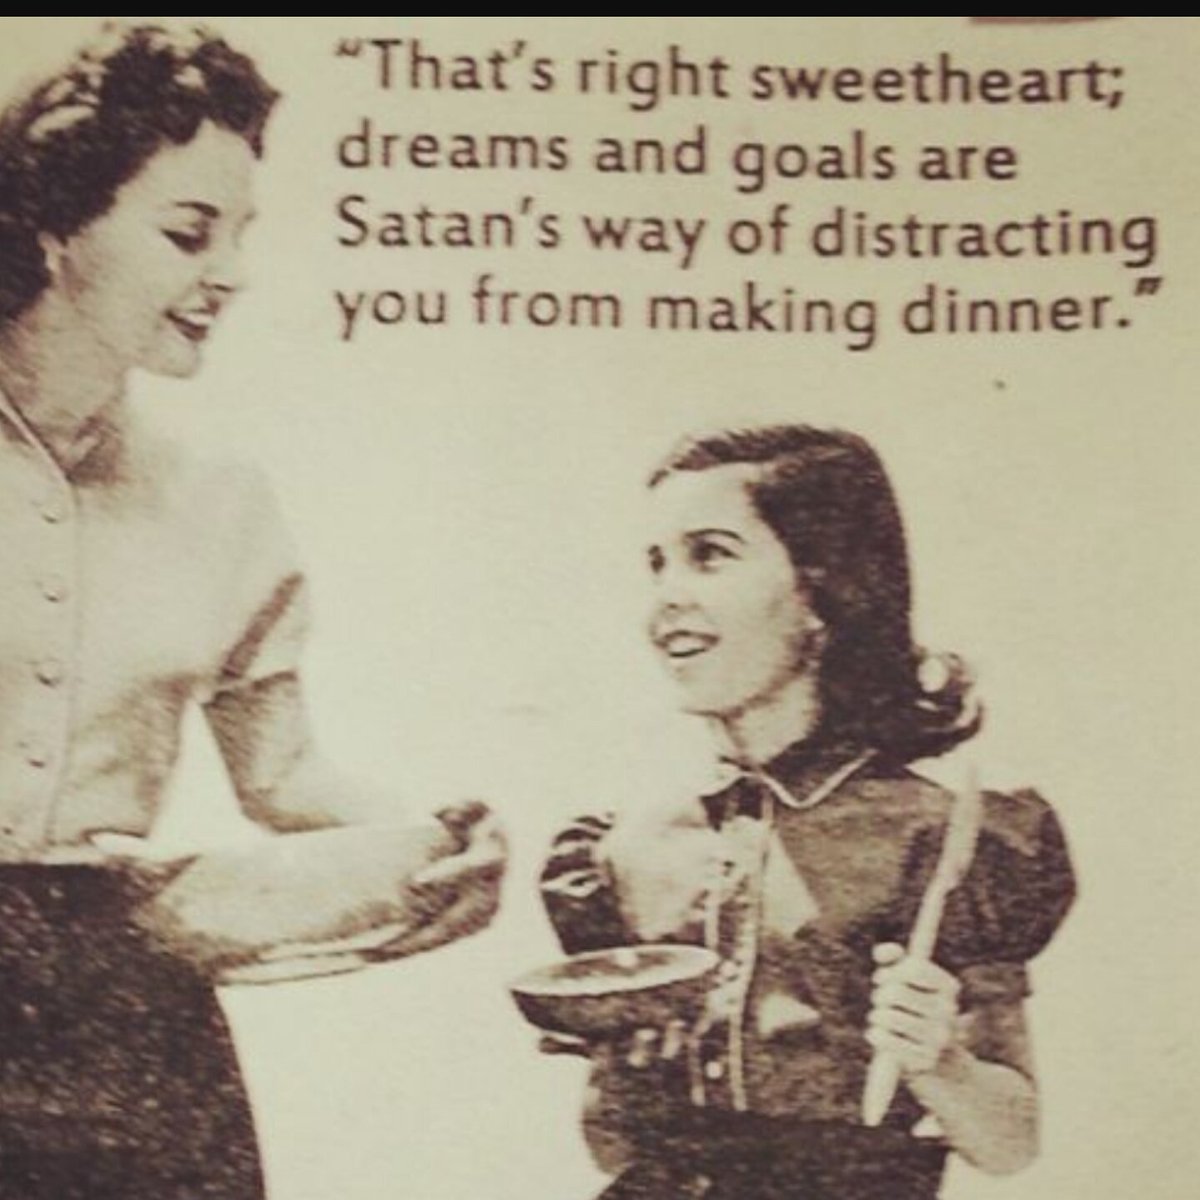 "That's right sweetheart;
dreams and goals are
Satan's way of distracting
you from making dinner."